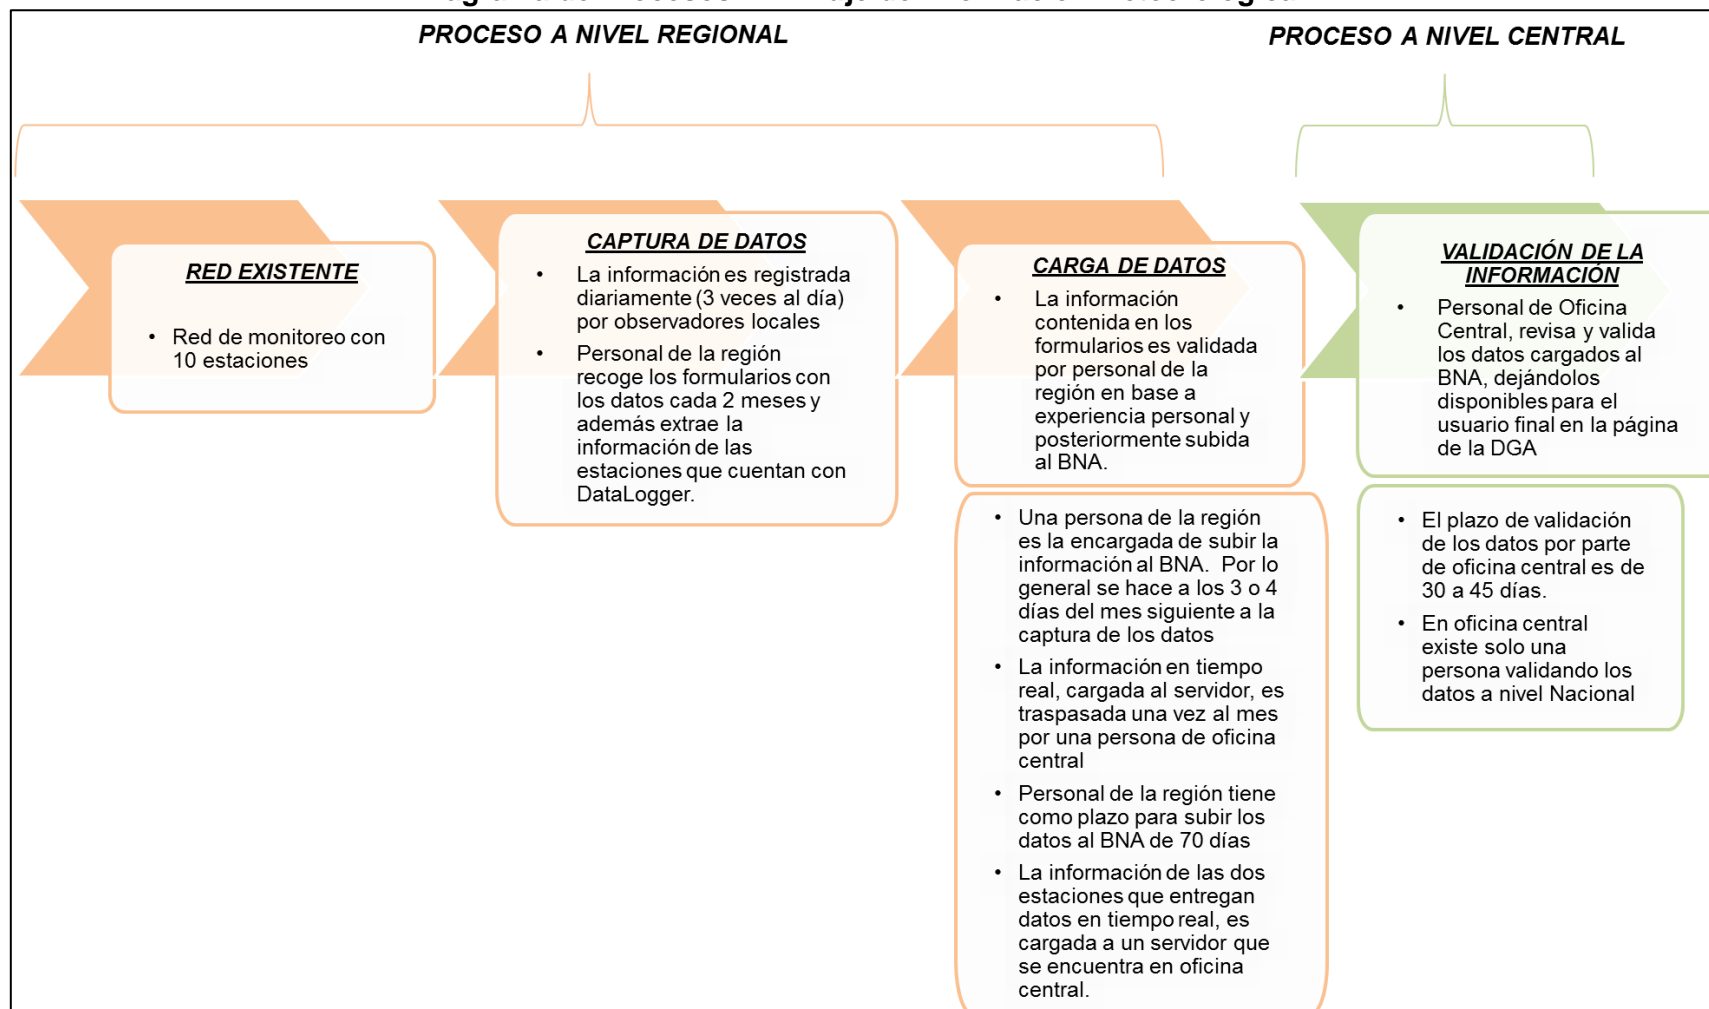 PROCESO A NIVEL REGIONAL
PROCESO A NIVEL CENTRAL
RED EXISTENTE
• Red de monitoreo con
10 estaciones
CAPTURA DE DATOS
• La información es registrada
diariamente (3 veces al día)
por observadores locales
• Personal de la región
recoge los formularios con
los datos cada 2 meses y
además extrae la
información de las
estaciones que cuentan con
DataLogger.
CARGA DE DATOS
• La información
contenida en los
formularios es validada
por personal de la
región en base a
experiencia personal y
posteriormente subida
al BNA.
• Una persona de la región
es la encargada de subir la
información al BNA. Por lo
general se hace a los 3 o 4
días del mes siguiente a la
captura de los datos
• La información en tiempo
real, cargada al servidor, es
traspasada una vez al mes
por una persona de oficina
central
• Personal de la región tiene
como plazo para subir los
datos al BNA de 70 días
• La información de las dos
estaciones que entregan
datos en tiempo real, es
cargada a un servidor que
se encuentra en oficina
central.
VALIDACIÓN DE LA
INFORMACIÓN
• Personal de Oficina
Central, revisa y valida
los datos cargados al
BNA, dejándolos
disponibles para el
usuario final en la página
de la DGA
• El plazo de validación
de los datos por parte
de oficina central es de
30 a 45 días.
• En oficina central
existe solo una
persona validando los
datos a nivel Nacional